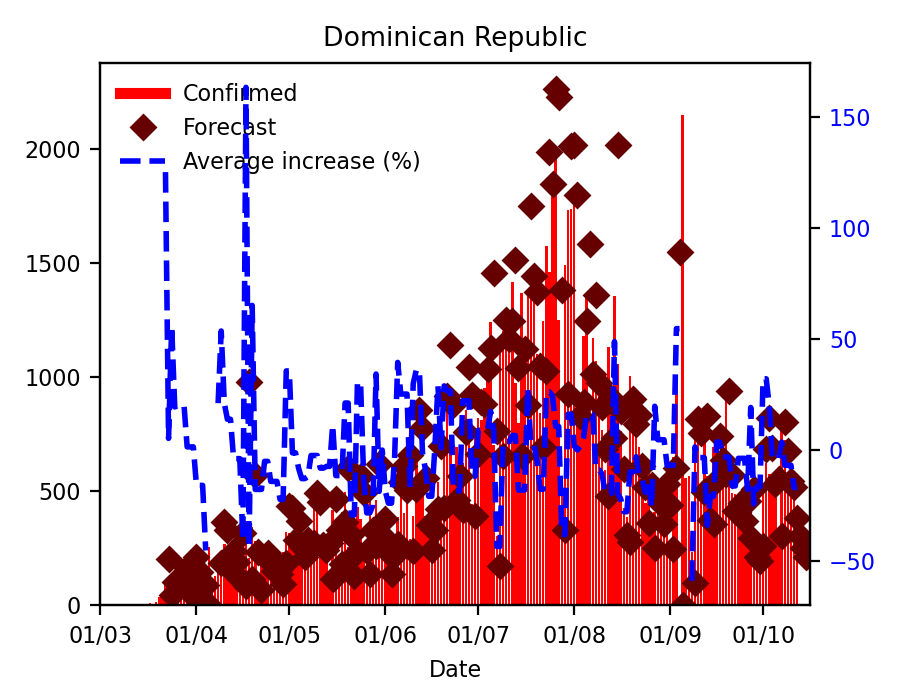 Dominican Republic
Confirmed
Forecast
Average increase (%)
2000
1500
1000
500
0
150
100
50
0
−50
01/03 01/04 01/05 01/06 01/07 01/08 01/09 01/10
Date